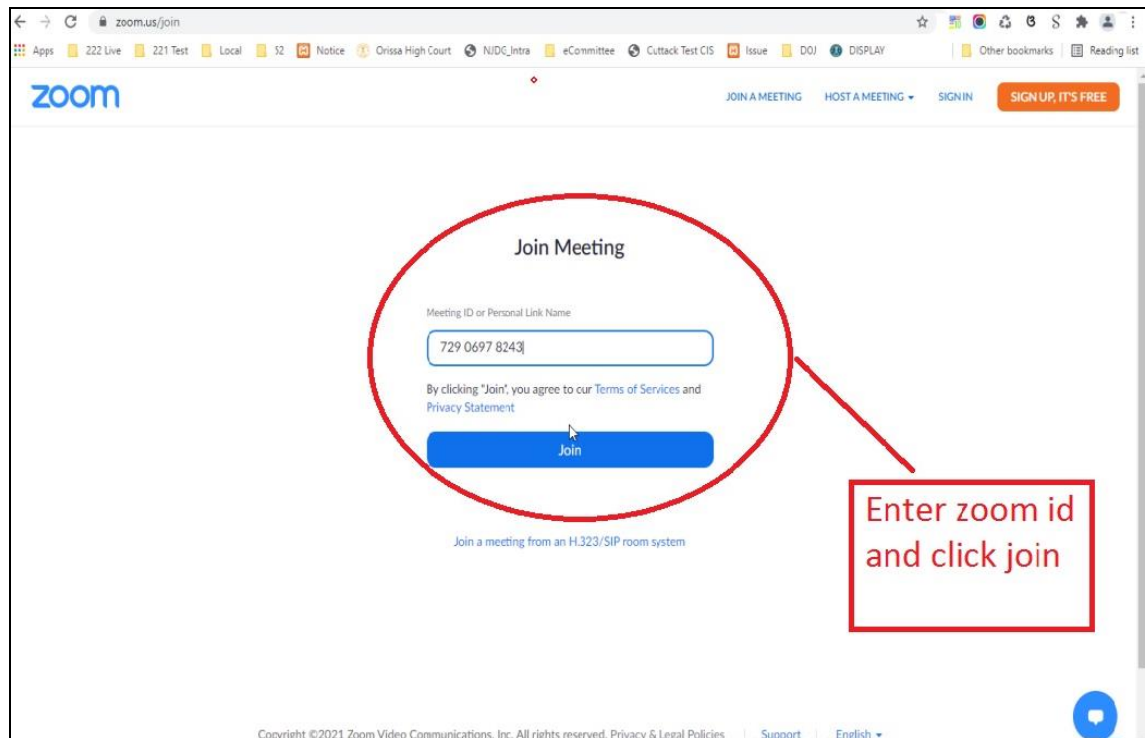 zoom.us/join
Apps 222 Live 221 Test Local 52 Notice Orissa High Court NJDG_Intra eCommittee Cuttack Test CIS Issue DOJ DISPLAY Other bookmarks Reading list
zoom JOIN A MEETING HOST A MEETING SIGN IN SIGN UP, IT'S FREE
Join Meeting
Meeting ID or Personal Link Name
729 0697 8243
By clicking "Join", you agree to our Terms of Services and
Privacy Statement
Join
Enter zoom id
and click join
Join a meeting from an H.323/SIP room system
Copyright ©2021 Zoom Video Communications, Inc. All rights reserved. Privacy & Legal Policies Support English